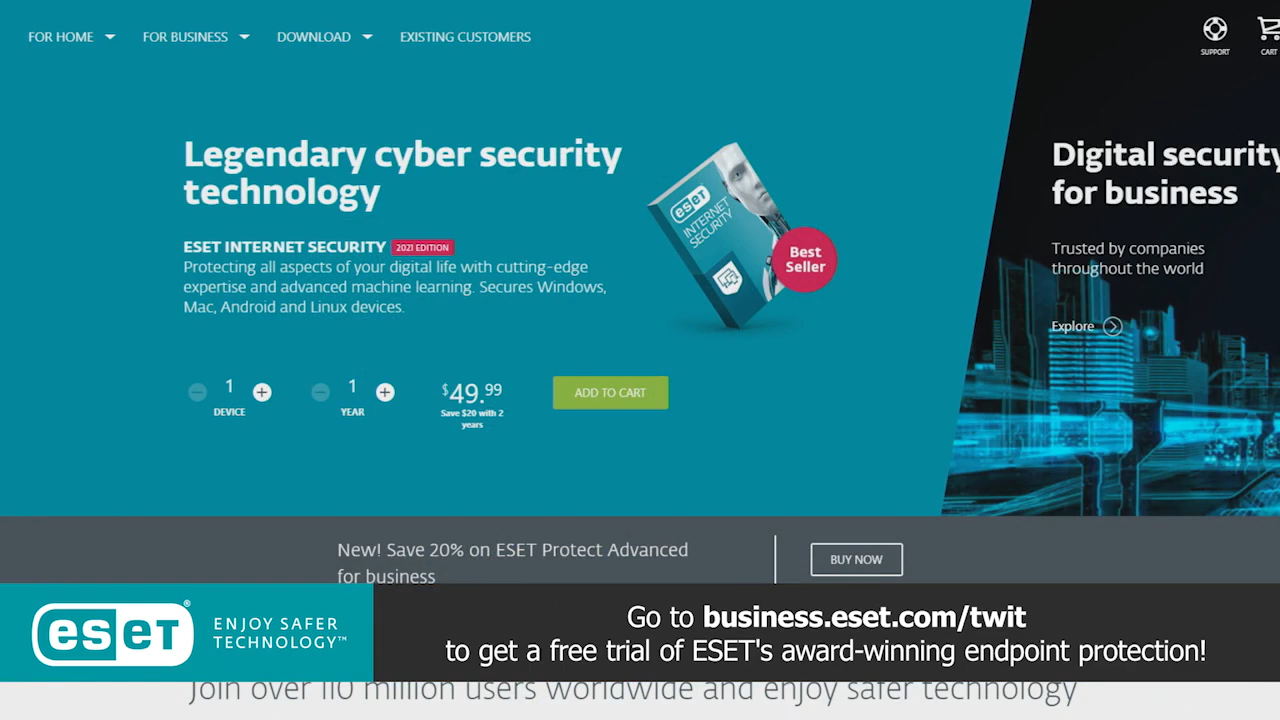 FOR HOME
FOR BUSINESS
DOWNLOAD
EXISTING CUSTOMERS
SUPPORT
CART
Legendary cyber security
technology
ESET INTERNET SECURITY 2021 EDITION
Protecting all aspects of your digital life with cutting-edge
expertise and advanced machine learning. Secures Windows,
Mac, Android and Linux devices.
eset
INTERNET
SECURITY
Best
Seller
1
DEVICE
1
YEAR
$49.99
Save $20 with 2
years
ADD TO CART
Digital security
for business
Trusted by companies
throughout the world
Explore
New! Save 20% on ESET Protect Advanced
for business
BUY NOW
eset®
ENJOY SAFER
TECHNOLOGY™
Go to business.eset.com/twit
to get a free trial of ESET's award-winning endpoint protection!
Join over 110 million users worldwide and enjoy safer technology